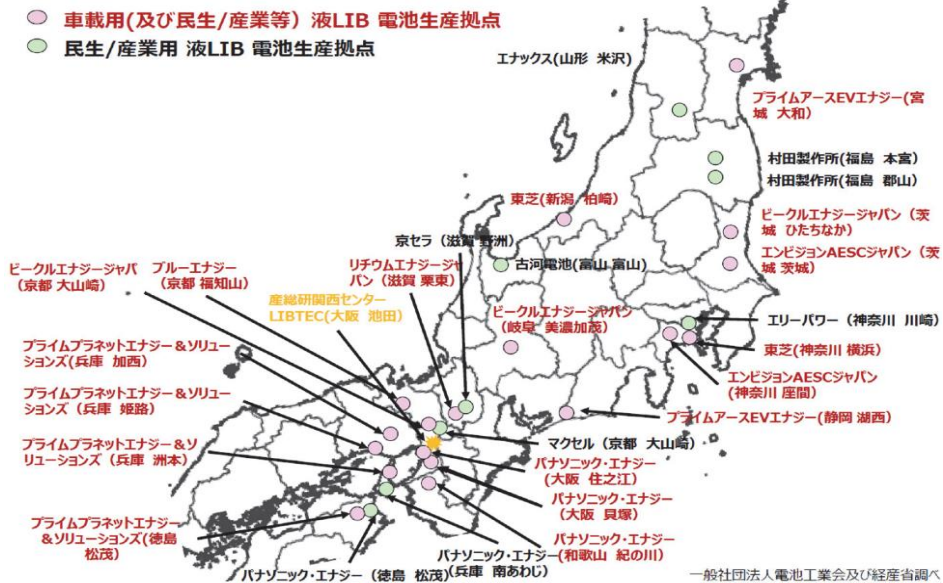 車載用(及び民生/産業等) 液LIB 電池生産拠点
民生/産業用 液LIB 電池生産拠点
エナックス(山形 米沢)
プライムアースEVエナジー(宮
城 大和)
村田製作所(福島 本宮)
村田製作所(福島 郡山)
東芝(新潟 柏崎)
ビークルエナジージャパン（茨
城 ひたちなか）
京セラ（滋賀 野洲）
エンビジョンAESCジャパン（茨
城 茨城）
ビークルエナジージャパ
（京都 大山崎）
ブルーエナジー
（京都 福知山）
リチウムエナジージャ
パン（滋賀 栗東）
古河電池(富山 富山)
産総研関西センター
LIBTEC(大阪 池田)
ビークルエナジージャパン
（岐阜 美濃加茂）
エリーパワー（神奈川 川崎）
東芝(神奈川 横浜)
プライムプラネットエナジー＆ソリュー
ションズ(兵庫 加西)
エンビジョンAESCジャパン
(神奈川 座間)
プライムプラネットエナジー＆ソリュー
ションズ（兵庫 姫路）
プライムアースEVエナジー(静岡 湖西)
プライムプラネットエナジー＆ソ
リューションズ（兵庫 洲本）
マクセル（京都 大山崎）
パナソニック・エナジー
(大阪 住之江)
パナソニック・エナジー
(大阪 貝塚)
プライムプラネットエナジー
＆ソリューションズ(徳島
松茂)
パナソニック・エナジー
(和歌山 紀の川)
パナソニック・エナジー
(兵庫 南あわじ)
パナソニック・エナジー（徳島 松茂）
一般社団法人電池工業会及び経産省調べ